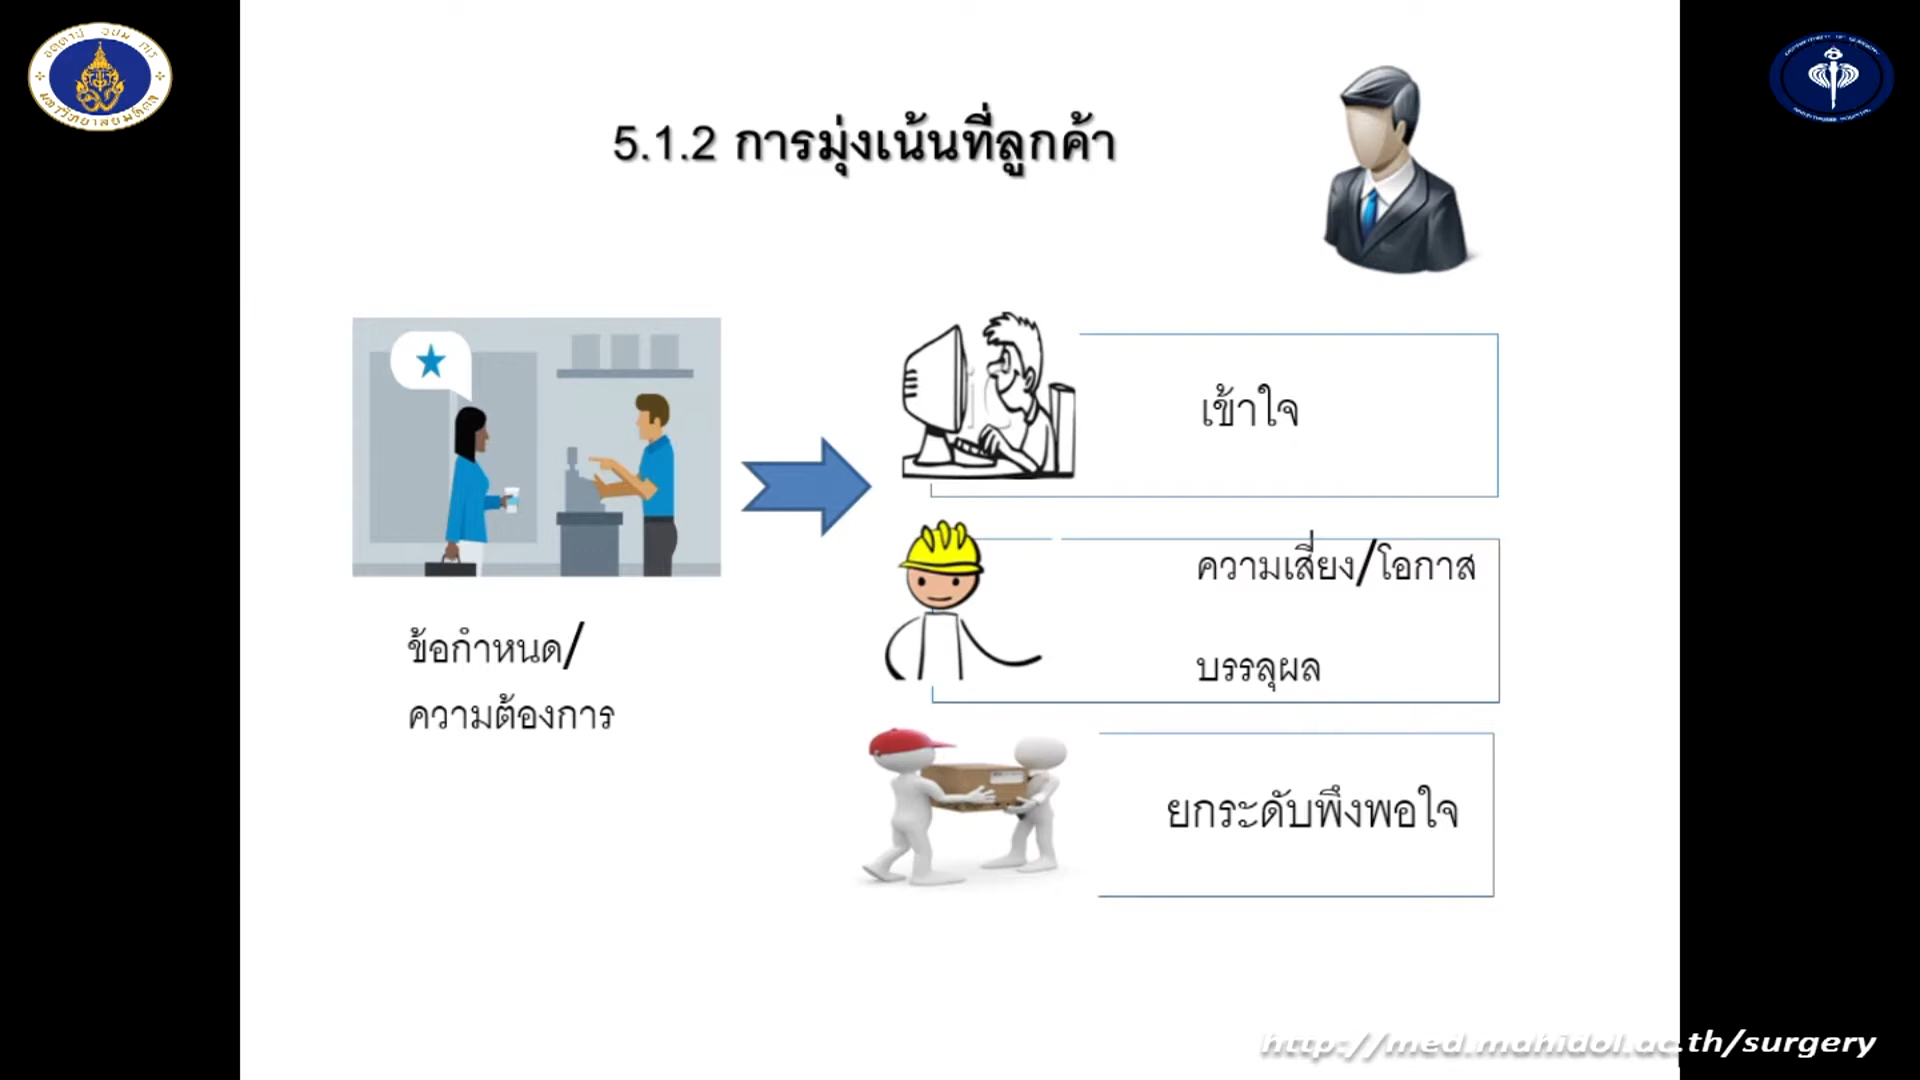 5.1.2 การมุ่งเน้นที่ลูกค้า
เข้าใจ
ข้อกำหนด/
ความต้องการ
ความเสี่ยง/โอกาส
บรรลุผล
ยกระดับพึงพอใจ
http://med.mahidol.ac.th/surgery